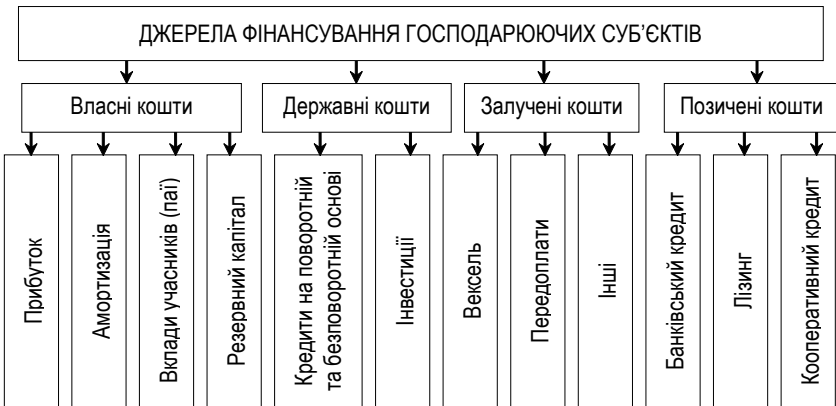 ДЖЕРЕЛА ФІНАНСУВАННЯ ГОСПОДАРЮЮЧИХ СУБ’ЄКТІВ
Власні кошти
Державні кошти
Залучені кошти
Позичені кошти
Прибуток
Амортизація
Вклади учасників (паї)
Резервний капітал
Кредити на поворотній
та безповоротній основі
Інвестиції
Вексель
Передоплати
Інші
Банківський кредит
Лізинг
Кооперативний кредит